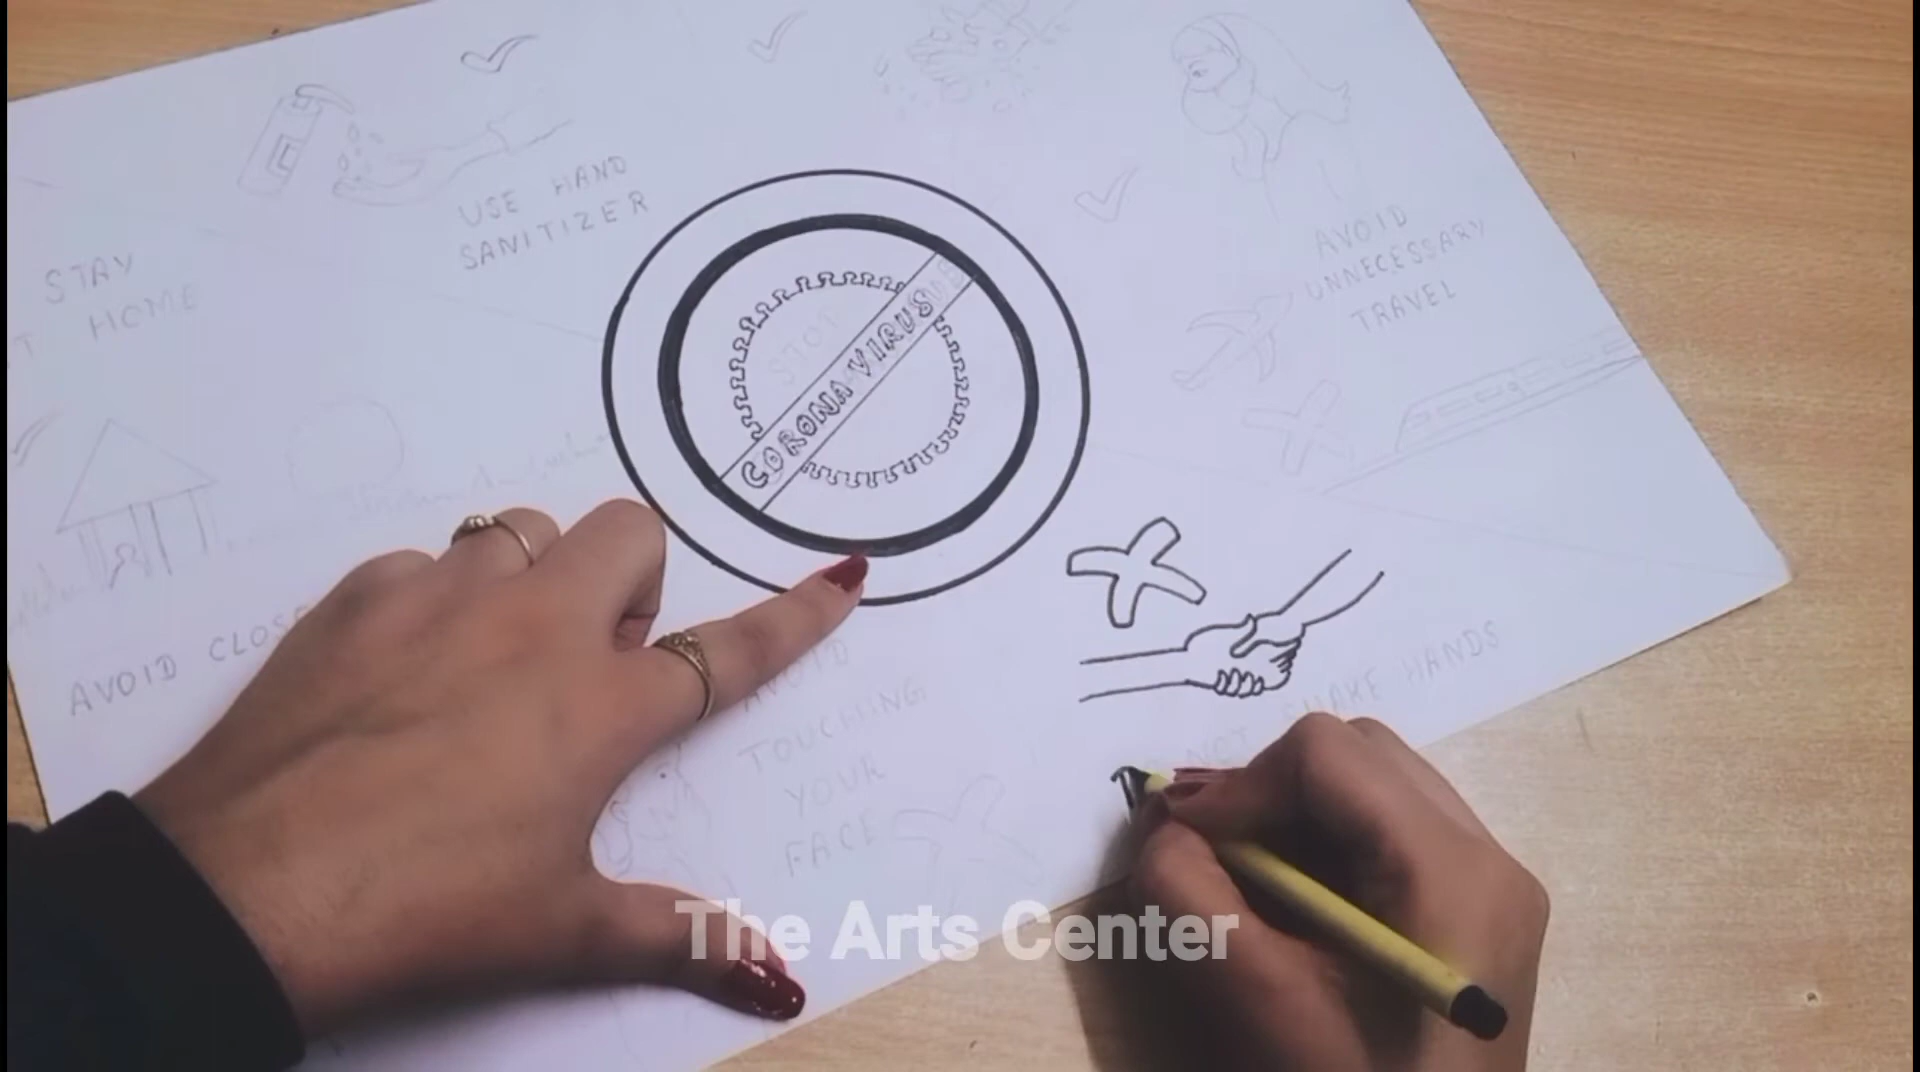 USE HAND
SANITIZER
STAY
HOME
AVOID
UNNECESSARY
TRAVEL
STOP
CORONA VIRUS
AVOID CLOSE
AVOID
TOUCHING
YOUR
FACE
NOT SHAKE HANDS
The Arts Center